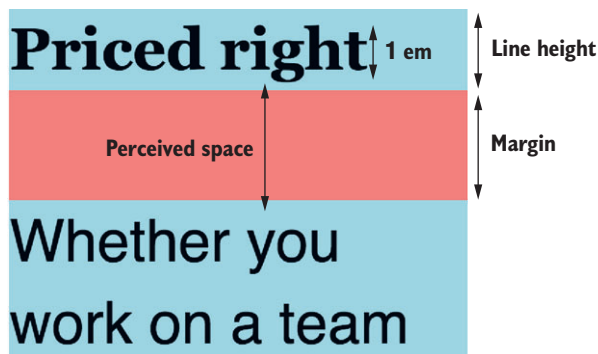 Priced right
1 em
Line height
Perceived space
Margin
Whether you
work on a team